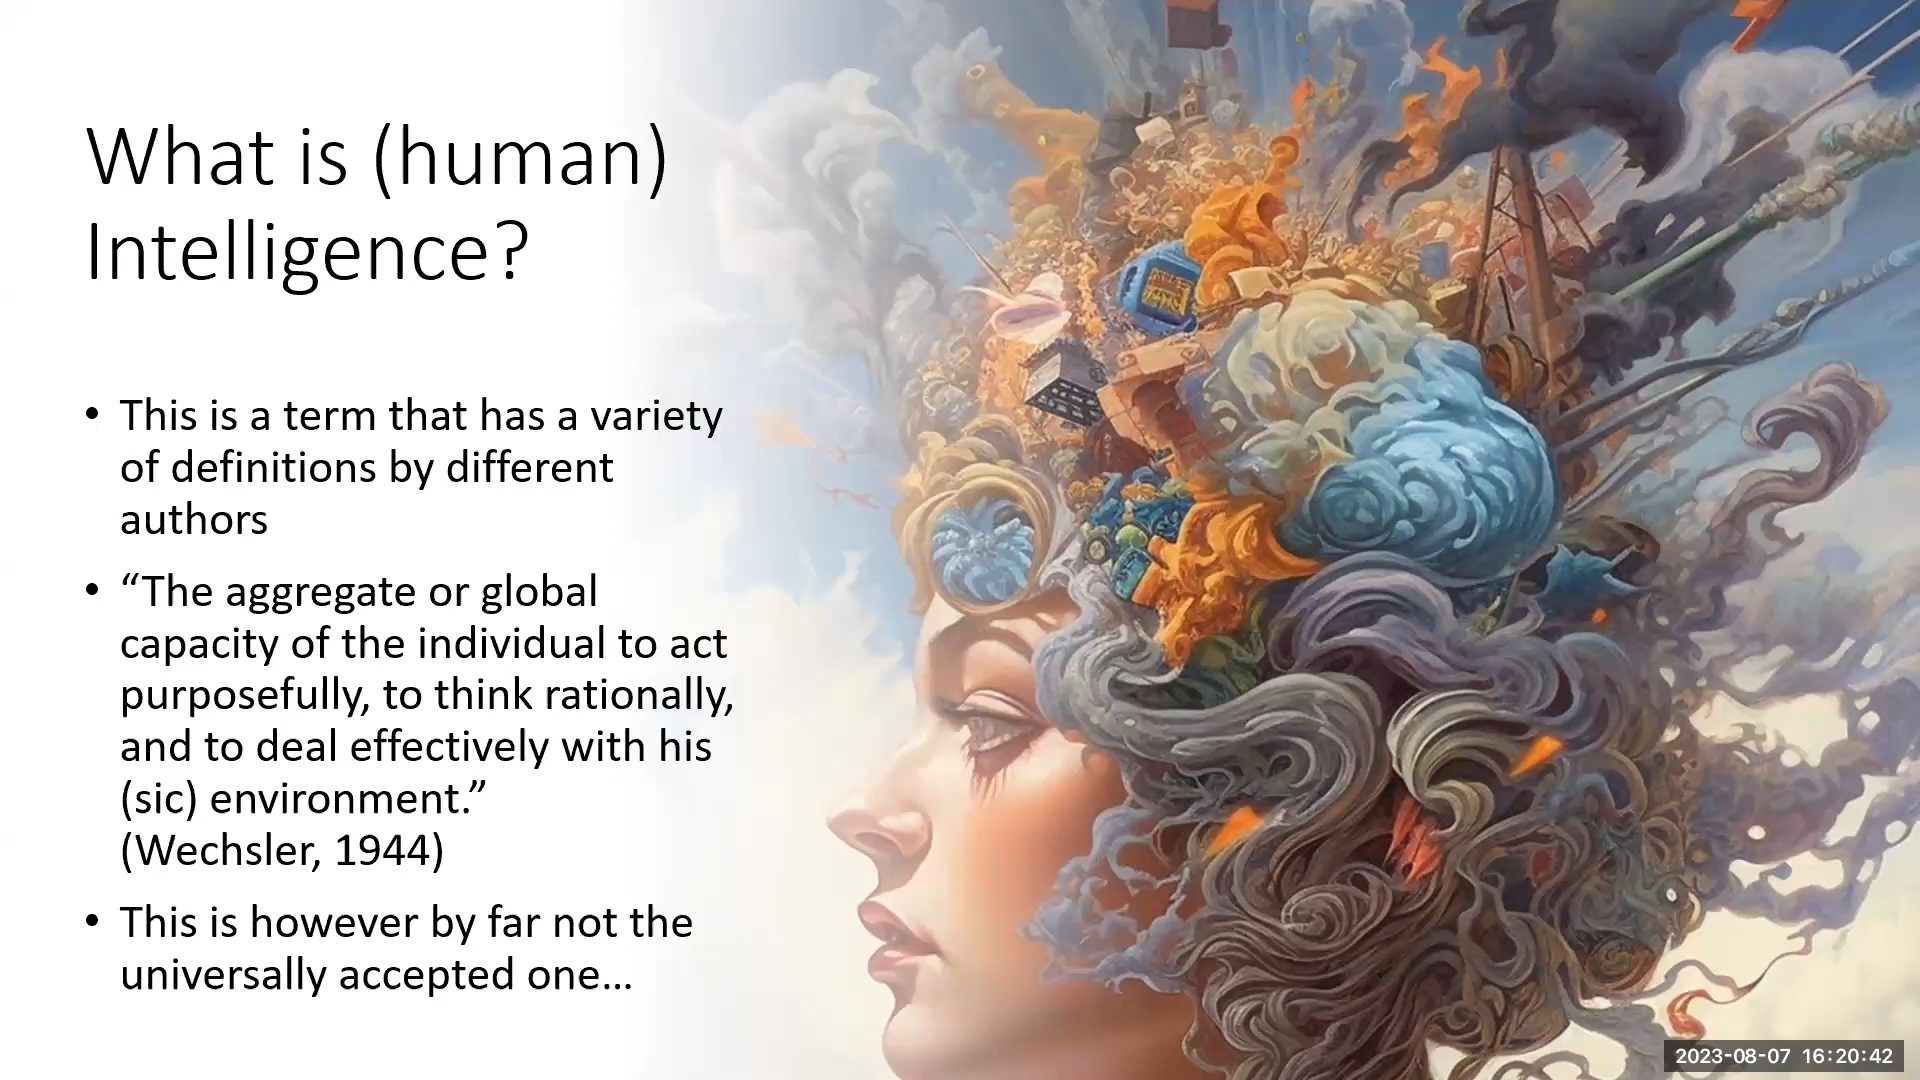 What is (human)
Intelligence?
• This is a term that has a variety
of definitions by different
authors
• “The aggregate or global
capacity of the individual to act
purposefully, to think rationally,
and to deal effectively with his
(sic) environment.”
(Wechsler, 1944)
• This is however by far not the
universally accepted one…
2023-08-07 16:20:42